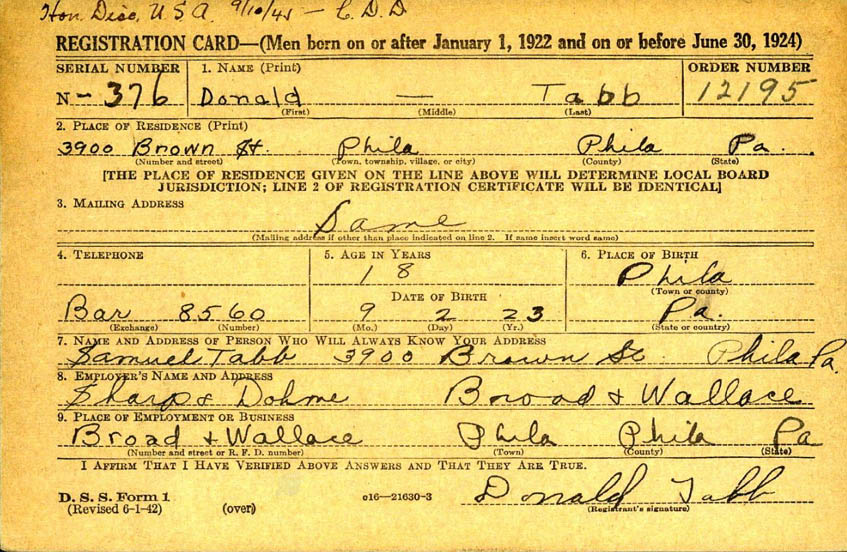 Hon. Disc. U.S.A. 9/10/45 - C.D.D
REGISTRATION CARD—(Men born on or after January 1, 1922 and on or before June 30, 1924)
SERIAL NUMBER 1. NAME (Print) ORDER NUMBER
N - 376 Donald — Tabb 12195
(First) (Middle) (Last)
2. PLACE OF RESIDENCE (Print)
3900 Brown St. Phila Phila Pa.
(Number and street) (Town, township, village, or city) (County) (State)
[THE PLACE OF RESIDENCE GIVEN ON THE LINE ABOVE WILL DETERMINE LOCAL BOARD
JURISDICTION; LINE 2 OF REGISTRATION CERTIFICATE WILL BE IDENTICAL]
3. MAILING ADDRESS
Same
(Mailing address if other than place indicated on line 2. If same insert word same)
4. TELEPHONE 5. AGE IN YEARS 6. PLACE OF BIRTH
18 Phila
(Town or county)
DATE OF BIRTH
Bar 8560 9 2 23 Pa.
(Exchange) (Number) (Mo.) (Day) (Yr.) (State or country)
7. NAME AND ADDRESS OF PERSON WHO WILL ALWAYS KNOW YOUR ADDRESS
Samuel Tabb 3900 Brown St. Phila Pa.
8. EMPLOYER'S NAME AND ADDRESS
Sharp & Dohme Broad & Wallace
9. PLACE OF EMPLOYMENT OR BUSINESS
Broad & Wallace Phila Phila Pa
(Number and street or R. F. D. number) (Town) (County) (State)
I AFFIRM THAT I HAVE VERIFIED ABOVE ANSWERS AND THAT THEY ARE TRUE.
D. S. S. Form 1
(Revised 6-1-42) (over) c16—21630-3 Donald Tabb
(Registrant's signature)